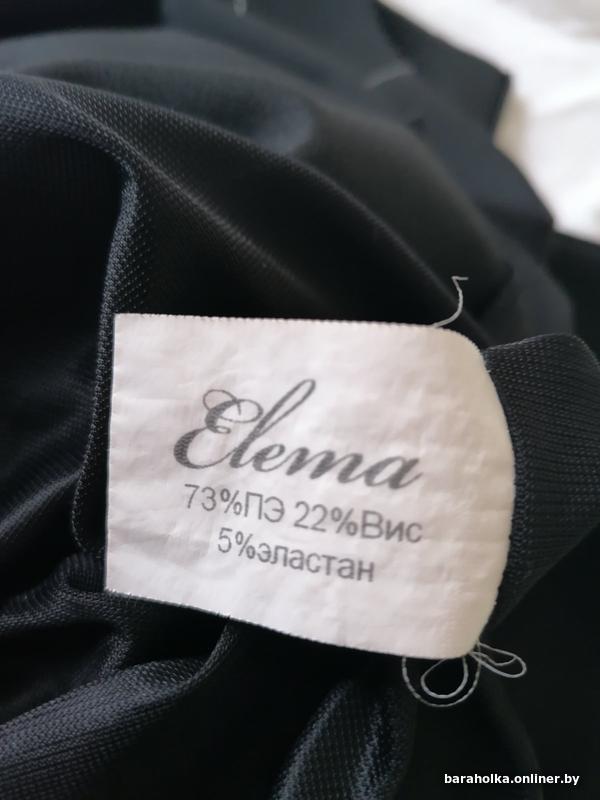 Elema
73%ПЭ 22%Вис
5%эластан
baraholka.onliner.by